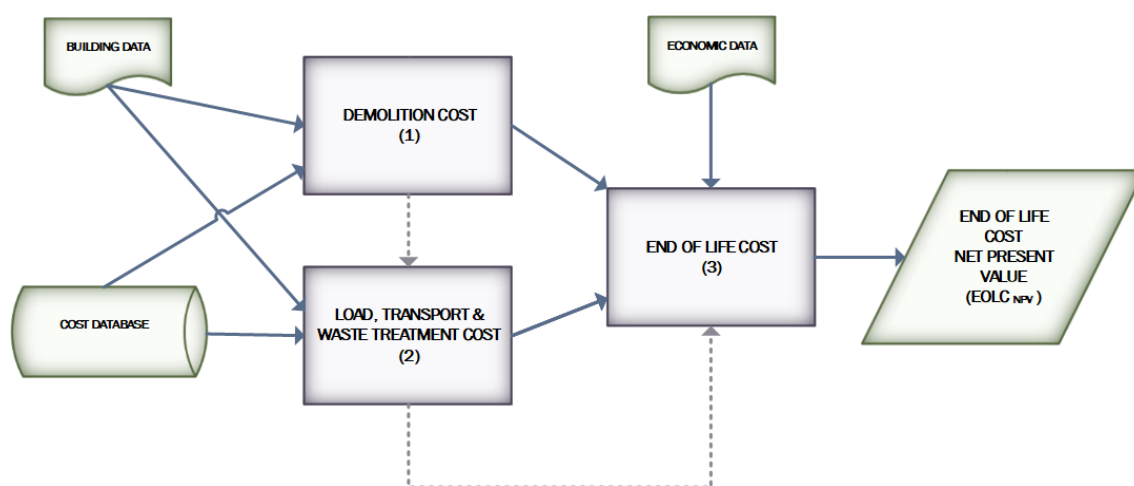 BUILDING DATA
ECONOMIC DATA
DEMOLITION COST
(1)
END OF LIFE COST
(3)
END OF LIFE
COST
NET PRESENT
VALUE
(EOLC NPV )
COST DATABASE
LOAD, TRANSPORT &
WASTE TREATMENT COST
(2)